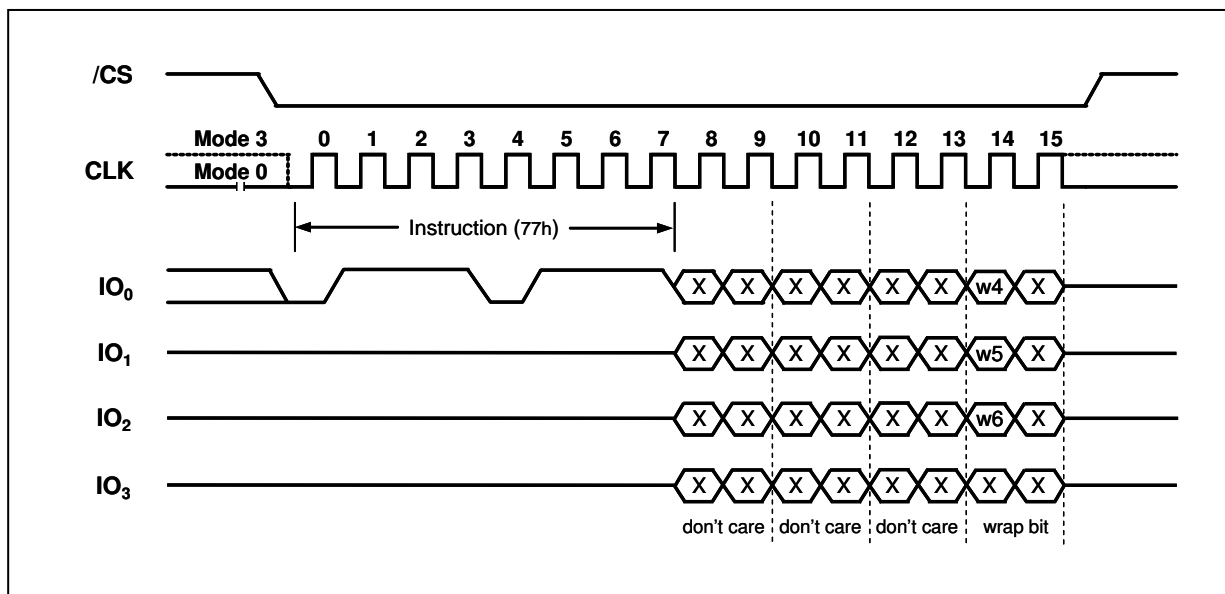 /CS
Mode 3 0 1 2 3 4 5 6 7 8 9 10 11 12 13 14 15
CLK Mode 0
Instruction (77h)
IO0 X X X X X X w4 X
IO1 X X X X X X w5 X
IO2 X X X X X X w6 X
IO3 X X X X X X X X
don't care don't care don't care wrap bit